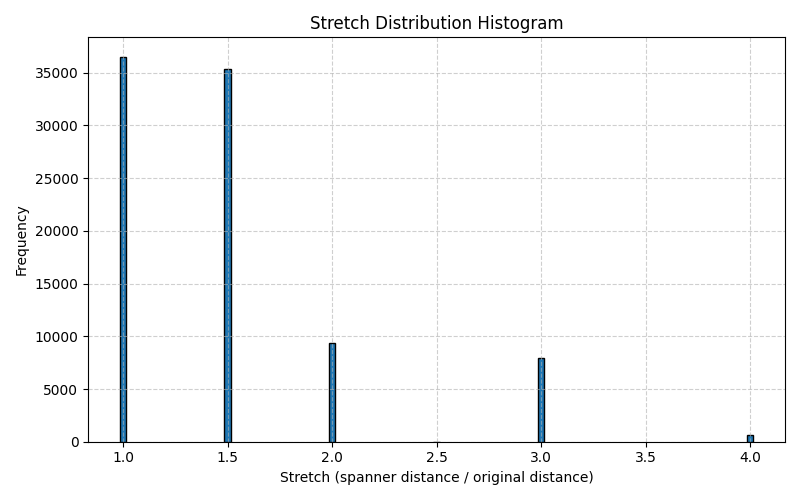 Stretch Distribution Histogram
Frequency
35000
30000
25000
20000
15000
10000
5000
0
1.0 1.5 2.0 2.5 3.0 3.5 4.0
Stretch (spanner distance / original distance)